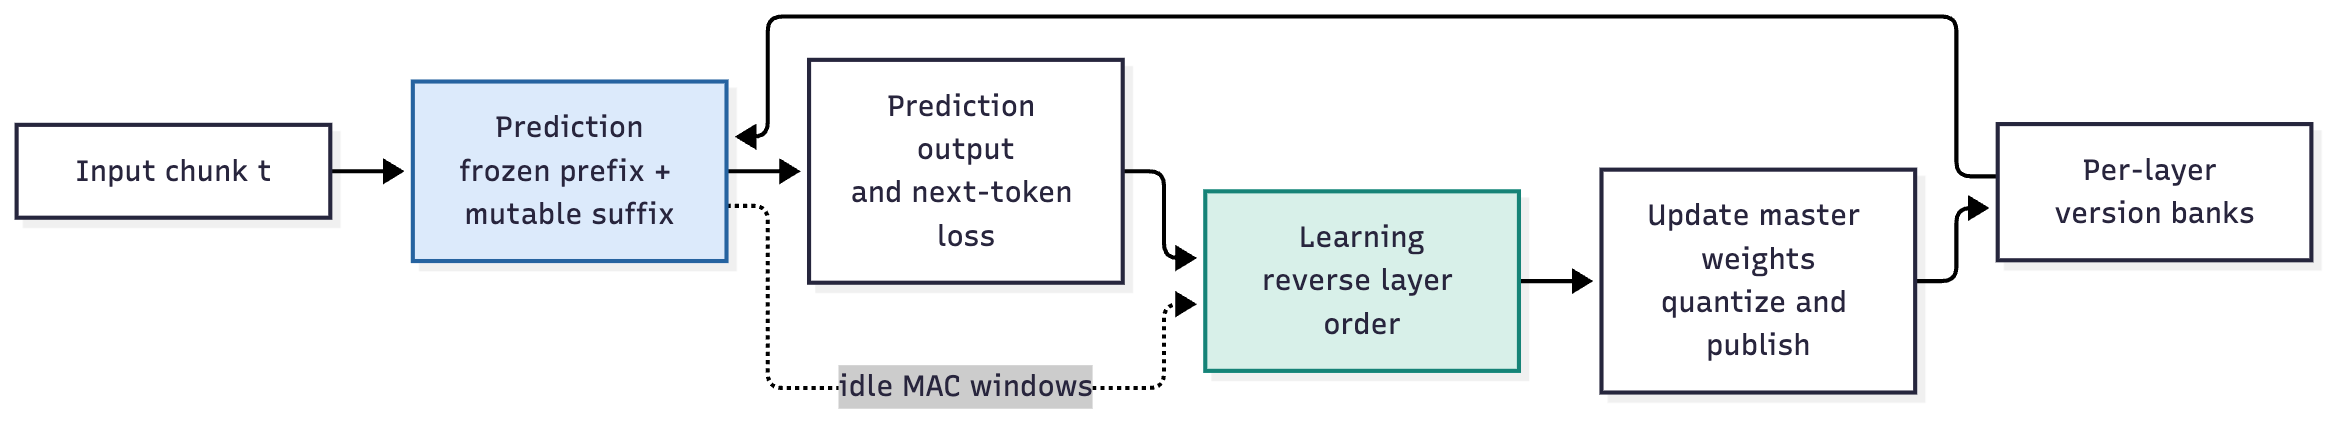 Input chunk t
Prediction
frozen prefix +
mutable suffix
Prediction
output
and next-token
loss
idle MAC windows
Learning
reverse layer
order
Update master
weights
quantize and
publish
Per-layer
version banks